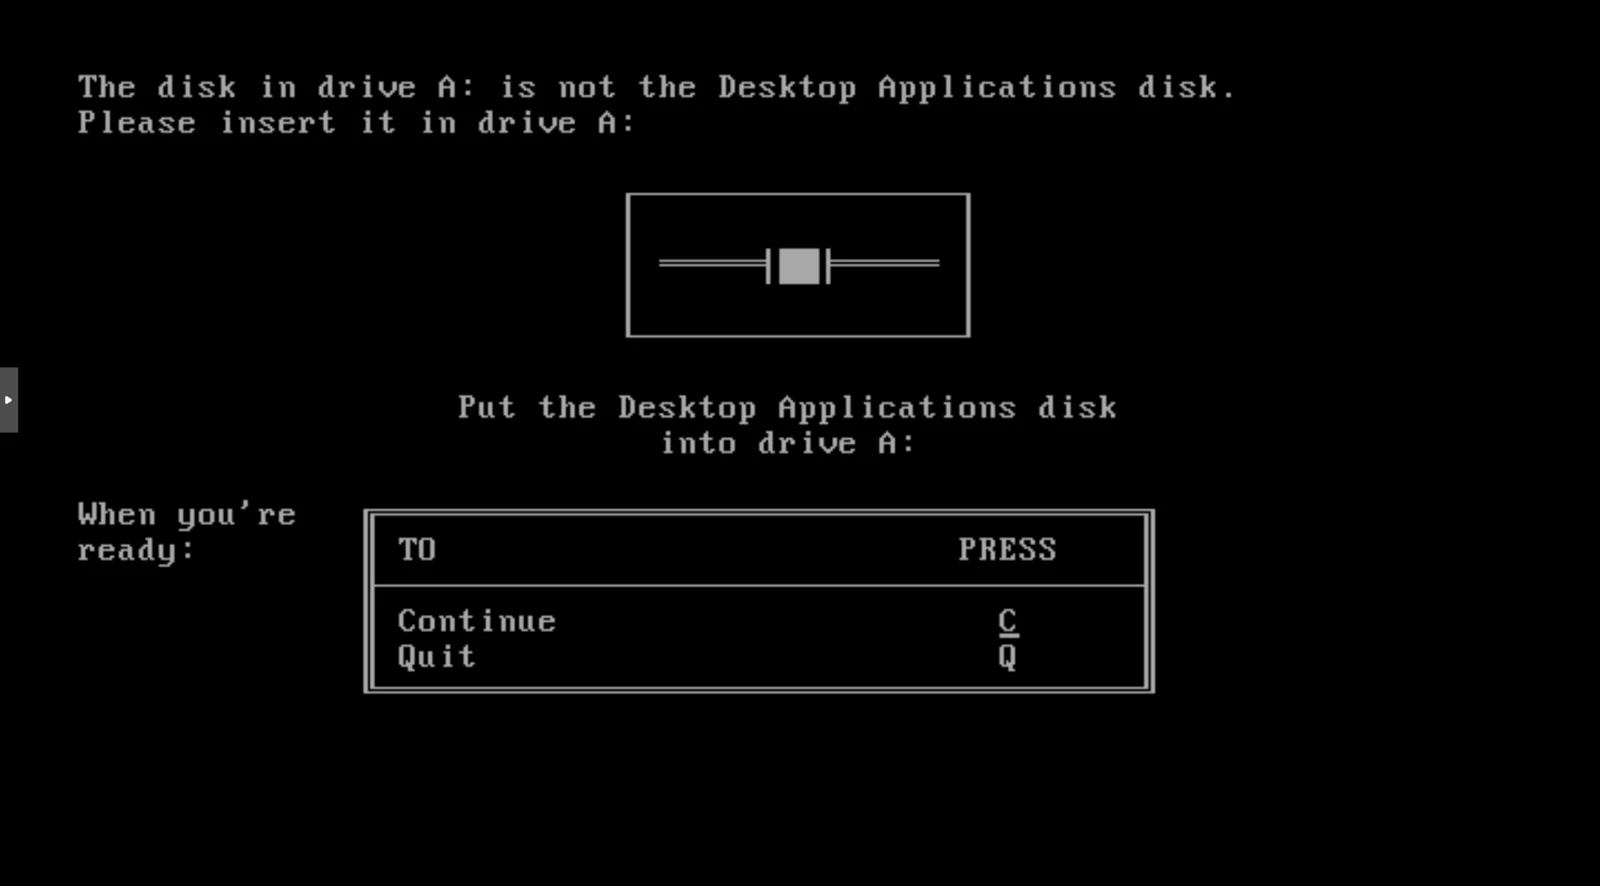 The disk in drive A: is not the Desktop Applications disk.
Please insert it in drive A:
Put the Desktop Applications disk
into drive A:
When you're
ready:
TO PRESS
Continue C
Quit Q